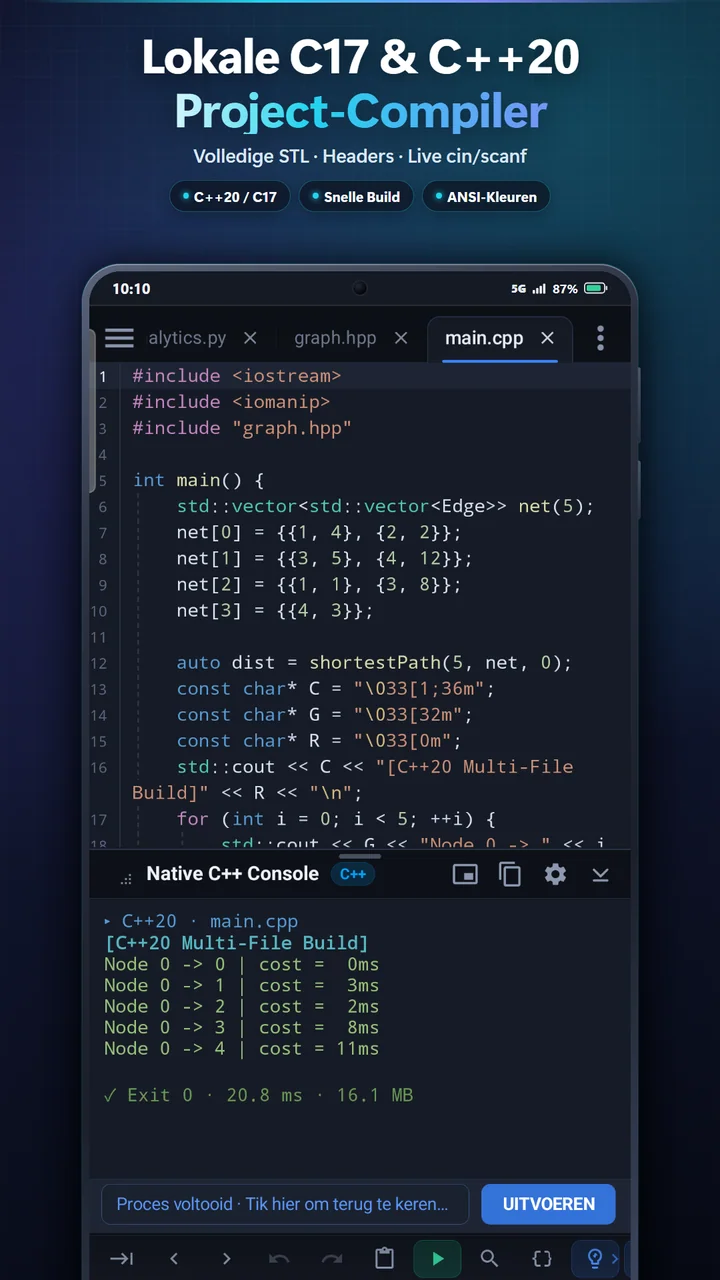 Lokale C17 & C++20
Project-Compiler
Volledige STL · Headers · Live cin/scanf
C++20 / C17
Snelle Build
ANSI-Kleuren
10:10
5G
87%
alytics.py
graph.hpp
main.cpp
1 #include <iostream>
2 #include <iomanip>
3 #include "graph.hpp"
4
5 int main() {
6 std::vector<std::vector<Edge>> net(5);
7 net[0] = {{1, 4}, {2, 2}};
8 net[1] = {{3, 5}, {4, 12}};
9 net[2] = {{1, 1}, {3, 8}};
10 net[3] = {{4, 3}};
11
12 auto dist = shortestPath(5, net, 0);
13 const char* C = "\033[1;36m";
14 const char* G = "\033[32m";
15 const char* R = "\033[0m";
16 std::cout << C << "[C++20 Multi-File
Build]" << R << "\n";
17 for (int i = 0; i < 5; ++i) {
18 std::cout << G << "Node 0 -> " << i
Native C++ Console
C++
▸ C++20 · main.cpp
[C++20 Multi-File Build]
Node 0 -> 0 | cost =  0ms
Node 0 -> 1 | cost =  3ms
Node 0 -> 2 | cost =  2ms
Node 0 -> 3 | cost =  8ms
Node 0 -> 4 | cost = 11ms
✓ Exit 0 · 20.8 ms · 16.1 MB
Proces voltooid · Tik hier om terug te keren...
UITVOEREN